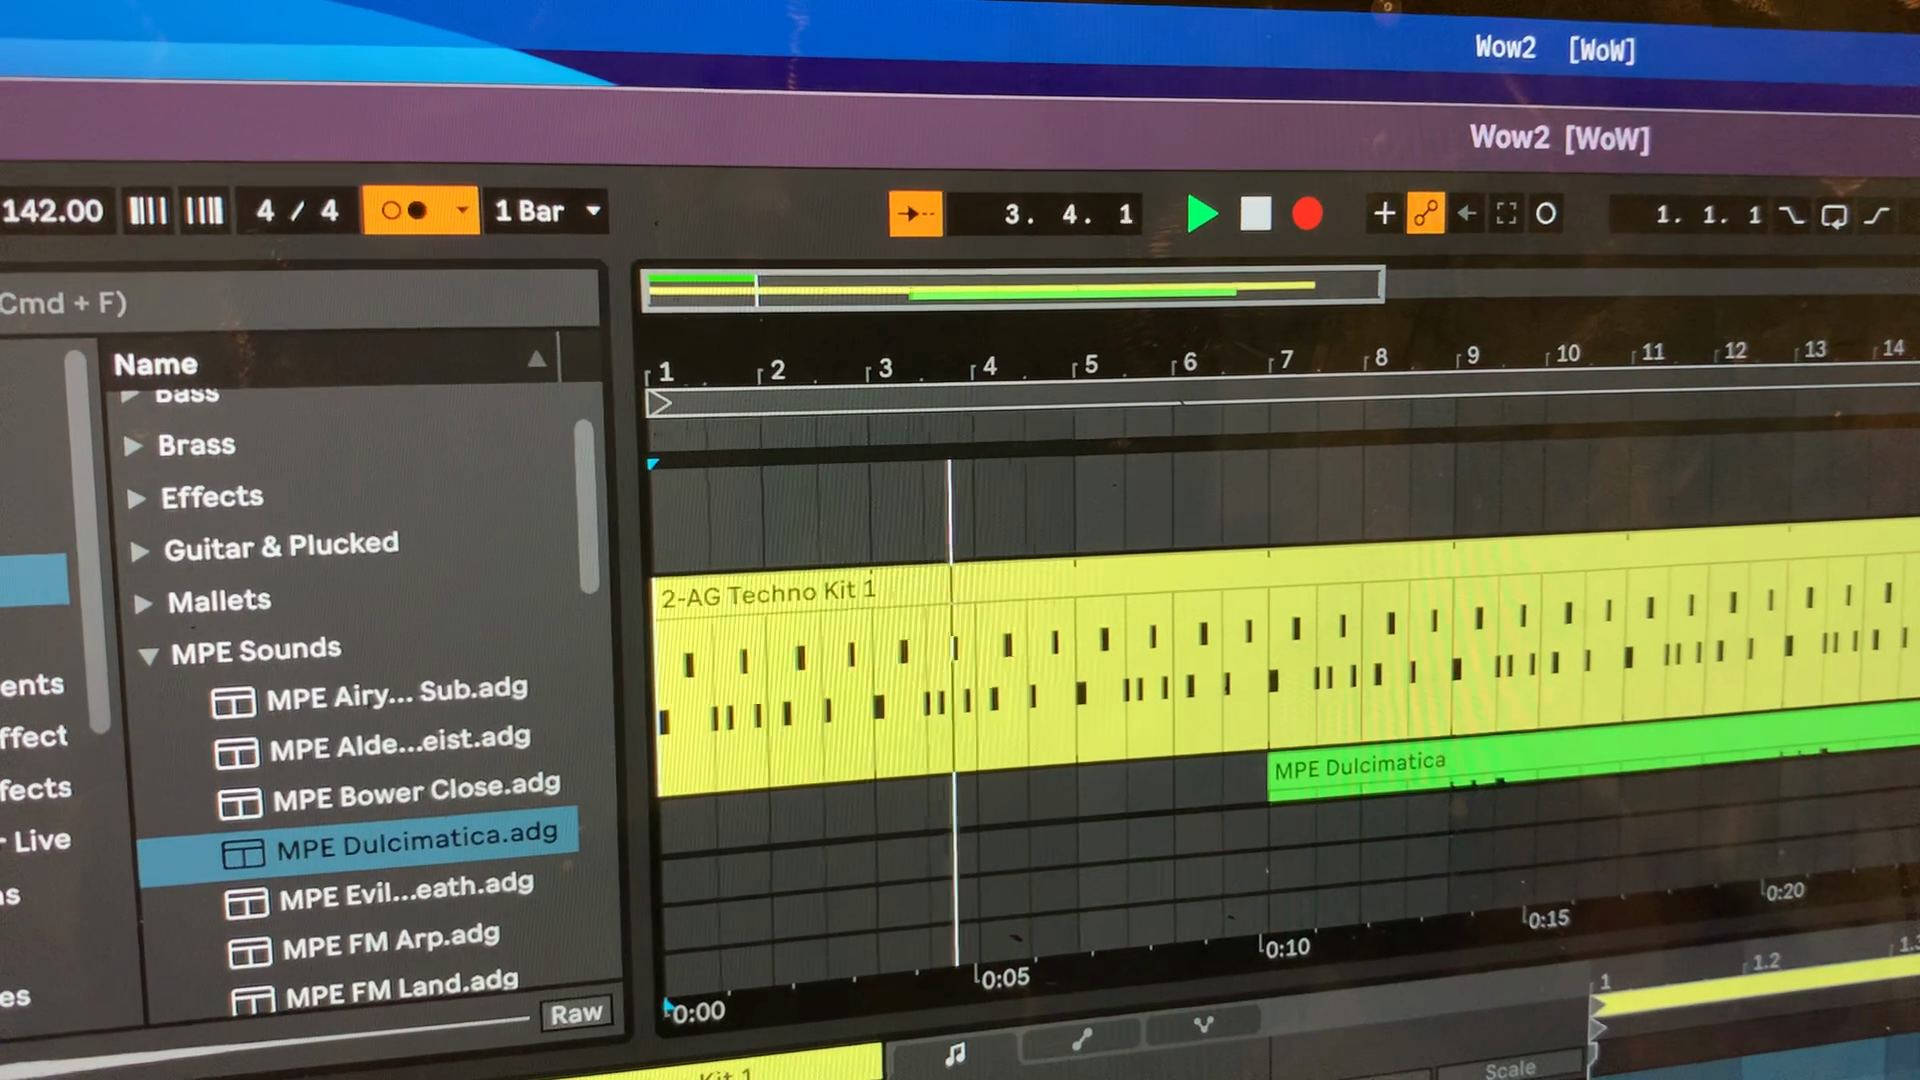 Wow2 [WoW]
Wow2 [WoW]
142.00 4 / 4 1 Bar 3. 4. 1 1. 1. 1
Cmd + F)
Name
Bass
Brass
Effects
Guitar & Plucked
Mallets
MPE Sounds
MPE Airy... Sub.adg
MPE Alde...eist.adg
MPE Bower Close.adg
MPE Dulcimatica.adg
MPE Evil...eath.adg
MPE FM Arp.adg
MPE FM Land.adg
Raw
ents
ffect
fects
r Live
es
1 2 3 4 5 6 7 8 9 10 11 12 13 14
2-AG Techno Kit 1
MPE Dulcimatica
0:00 0:05 0:10 0:15 0:20
1 1.2 1.3
Kit 1
Scale